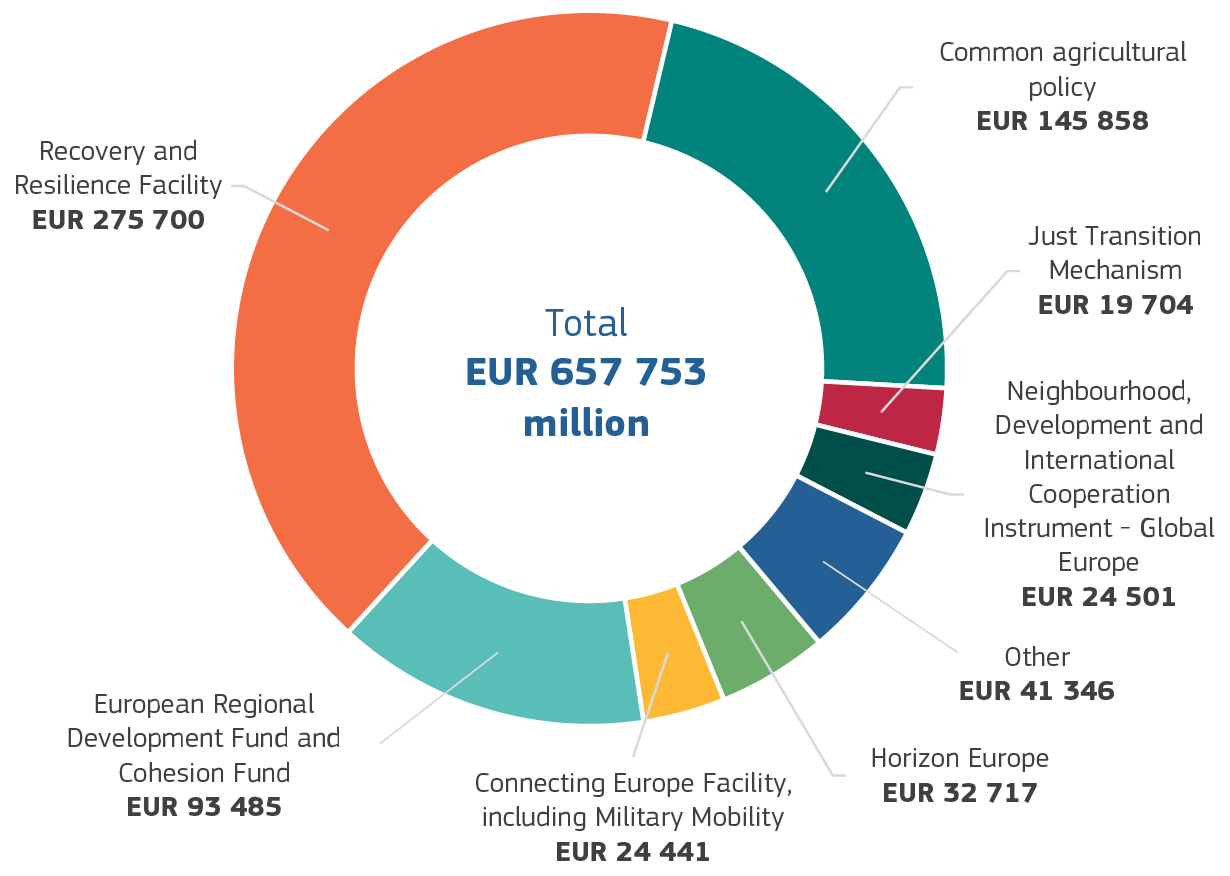 Common agricultural
policy
EUR 145 858
Recovery and
Resilience Facility
EUR 275 700
Just Transition
Mechanism
EUR 19 704
Total
EUR 657 753
million
Neighbourhood,
Development and
International
Cooperation
Instrument - Global
Europe
EUR 24 501
Other
EUR 41 346
European Regional
Development Fund and
Cohesion Fund
EUR 93 485
Connecting Europe Facility,
including Military Mobility
EUR 24 441
Horizon Europe
EUR 32 717